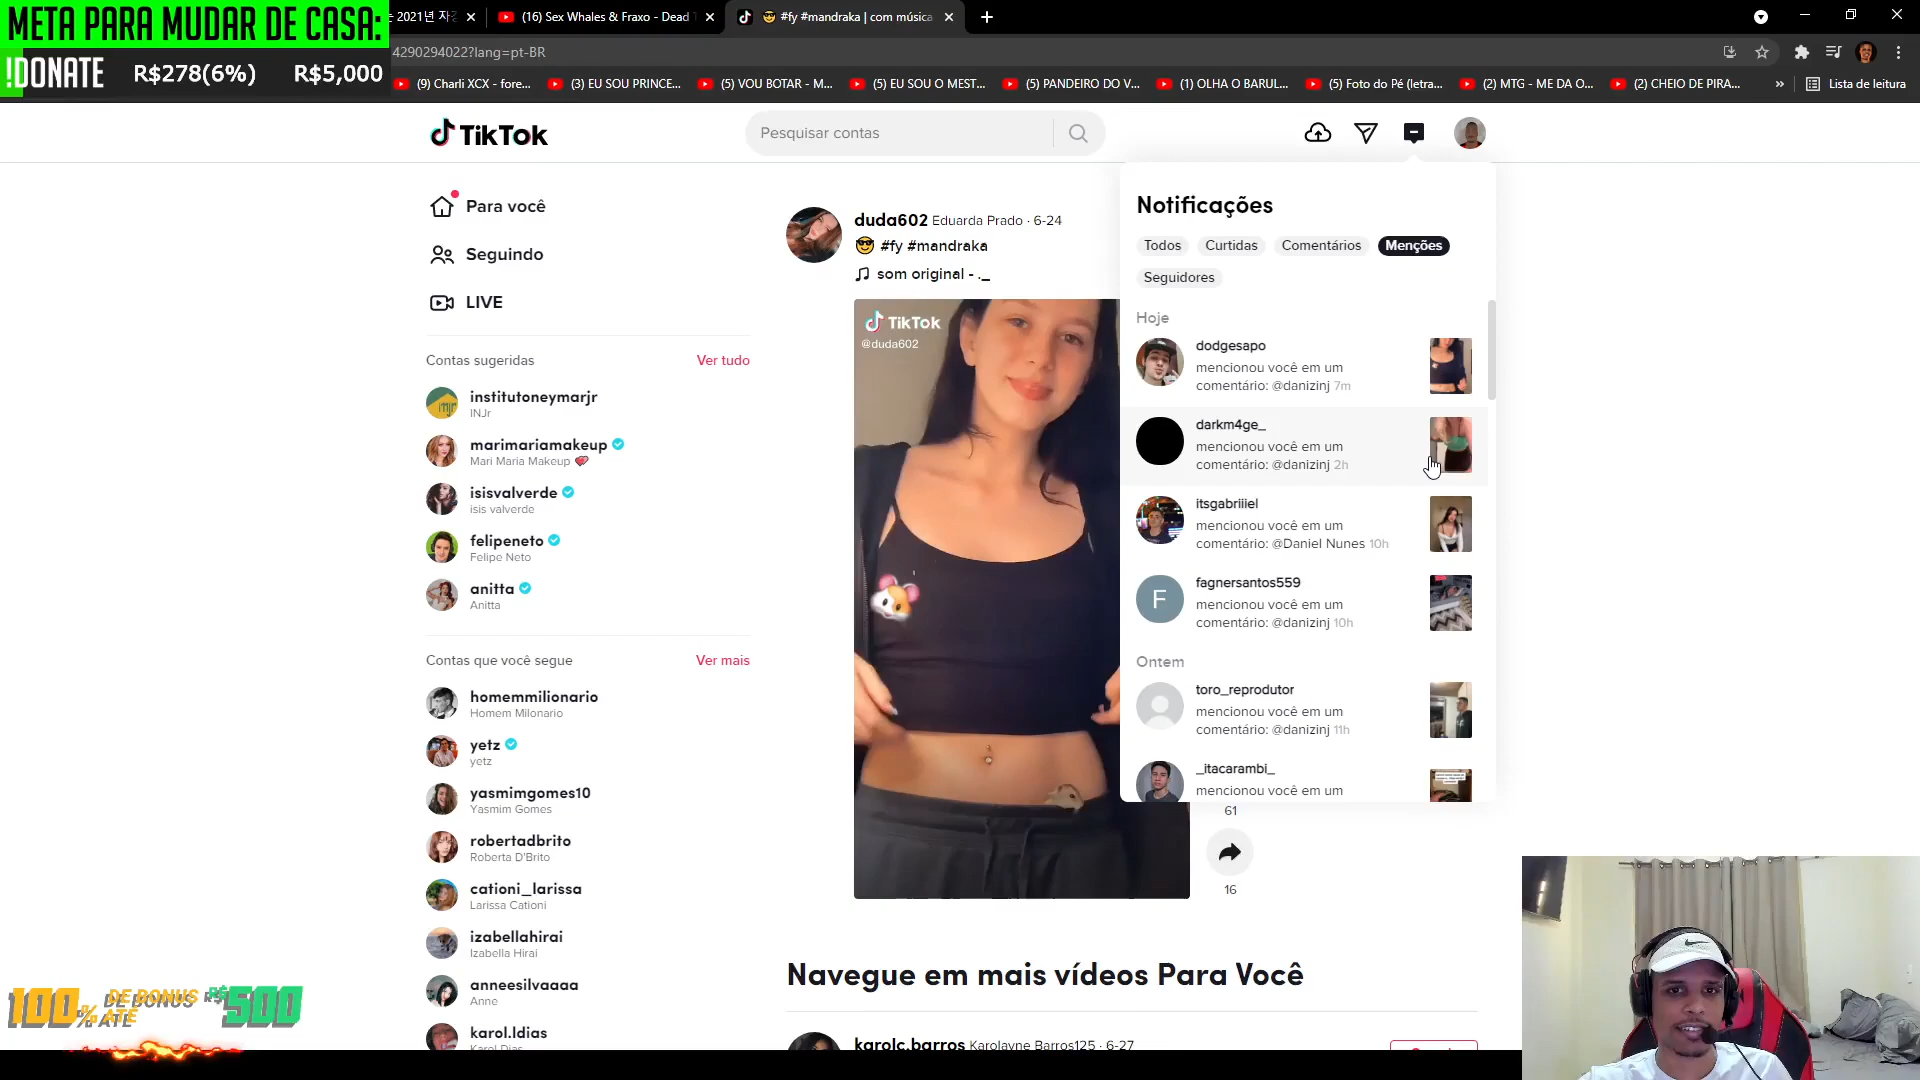 META PARA MUDAR DE CASA:
!DONATE R$278(6%) R$5,000
2021년
(16) Sex Whales & Fraxo - Dead
#fy #mandraka | com música
4290294022?lang=pt-BR
(9) Charli XCX - fore...
(3) EU SOU PRINCE...
(5) VOU BOTAR - M...
(5) EU SOU O MEST...
(5) PANDEIRO DO V...
(1) OLHA O BARUL...
(5) Foto do Pé (letra...
(2) MTG - ME DA O...
(2) CHEIO DE PIRA...
»
Lista de leitura
TikTok
Pesquisar contas
Para você
Seguindo
LIVE
Contas sugeridas Ver tudo
institutoneymarjr
INJr
marimariamakeup
Mari Maria Makeup
isisvalverde
isis valverde
felipeneto
Felipe Neto
anitta
Anitta
Contas que você segue Ver mais
homemmilionario
Homem Milonario
yetz
yetz
yasmimgomes10
Yasmim Gomes
robertadbrito
Roberta D'Brito
cationi_larissa
Larissa Cationi
izabellahirai
Izabella Hirai
anneesilvaaaa
Anne
karol.ldias
Karol Dias
duda602 Eduarda Prado · 6-24
😎 #fy #mandraka
som original - ._
TikTok
@duda602
61
16
Notificações
Todos Curtidas Comentários Menções
Seguidores
Hoje
dodgesapo
mencionou você em um
comentário: @danizinj 7m
darkm4ge_
mencionou você em um
comentário: @danizinj 2h
itsgabriiiel
mencionou você em um
comentário: @Daniel Nunes 10h
F
fagnersantos559
mencionou você em um
comentário: @danizinj 10h
Ontem
toro_reprodutor
mencionou você em um
comentário: @danizinj 11h
_itacarambi_
mencionou você em um
Navegue em mais vídeos Para Você
karolc.barros Karolayne Barros125 · 6-27
100% DE BONUS ATÉ R$500